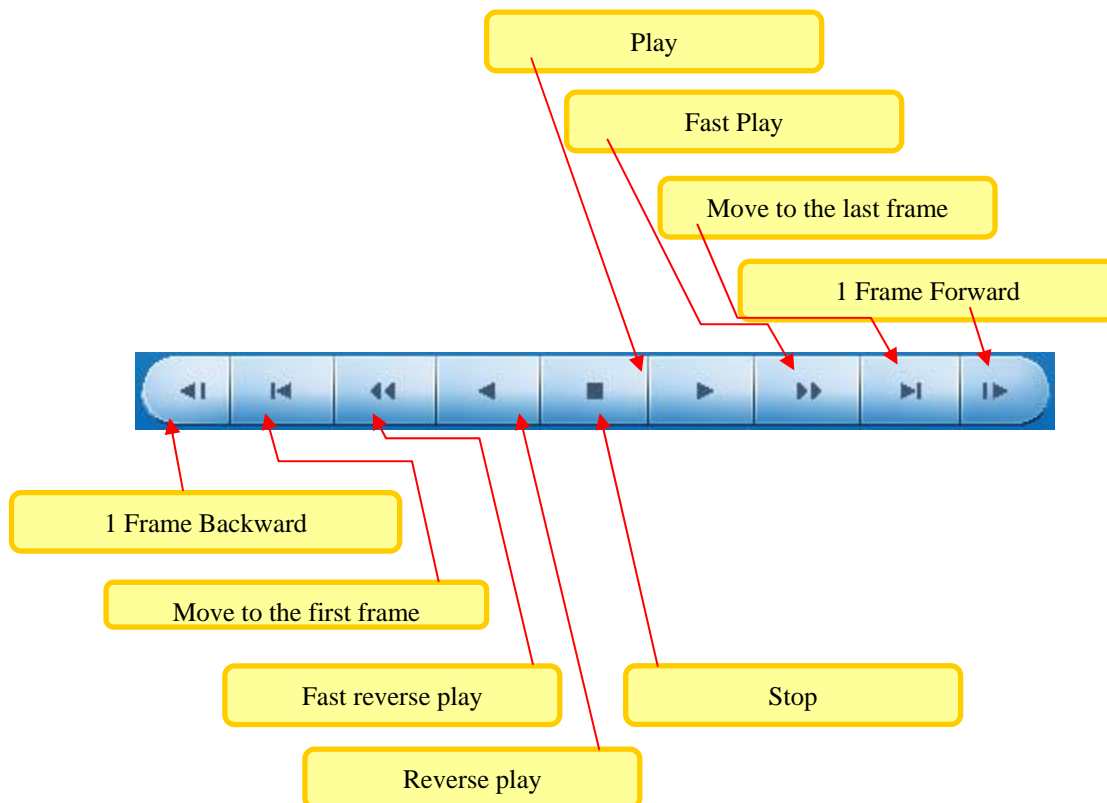 Play
Fast Play
Move to the last frame
1 Frame Forward
1 Frame Backward
Move to the first frame
Fast reverse play
Stop
Reverse play